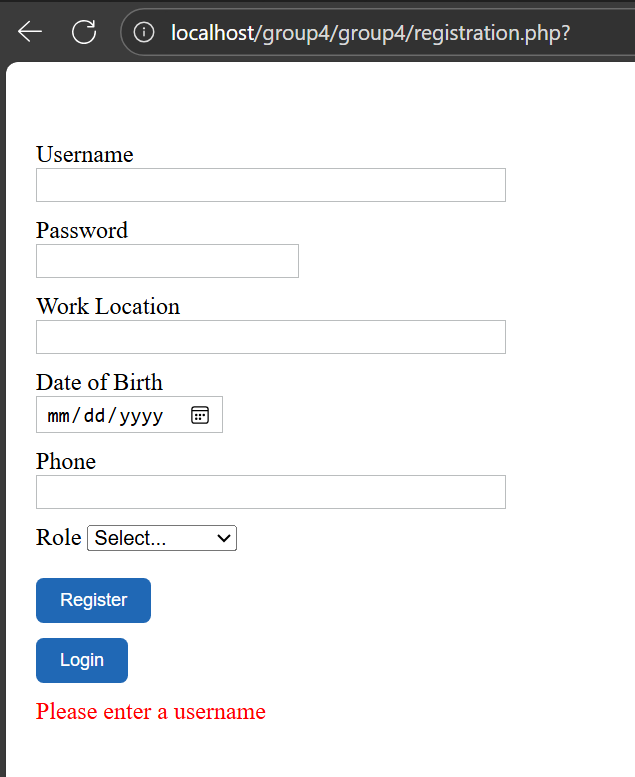 localhost/group4/group4/registration.php?
Username
Password
Work Location
Date of Birth
mm/dd/yyyy
Phone
Role Select...
Register
Login
Please enter a username